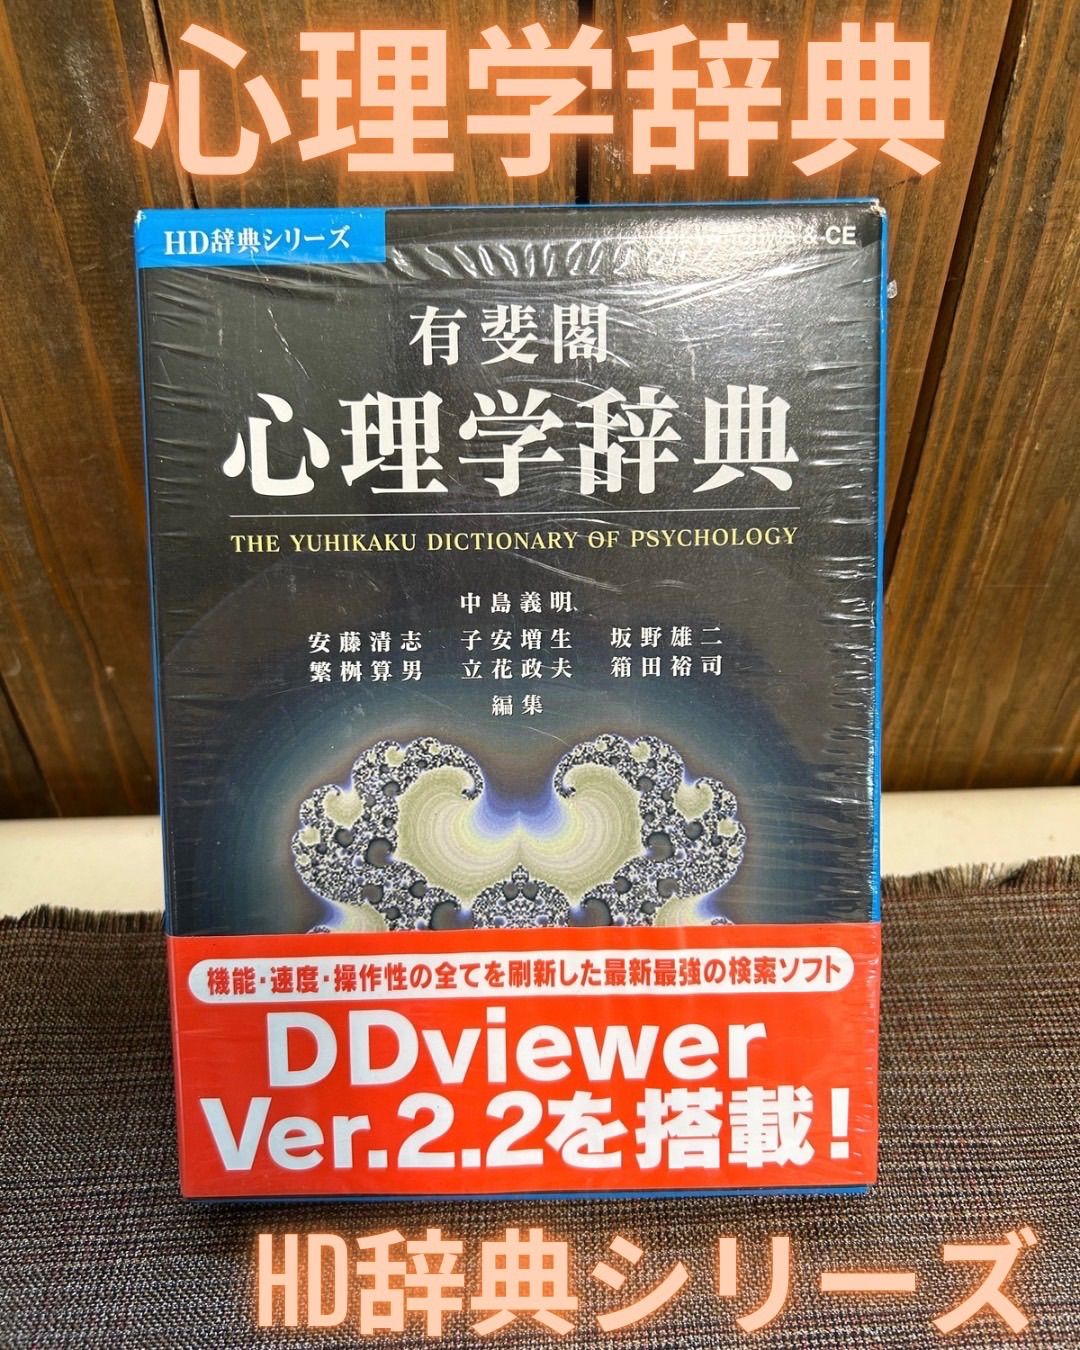 心理学辞典
HD辞典シリーズ
& CE
有斐閣
心理学辞典
THE YUHIKAKU DICTIONARY OF PSYCHOLOGY
中島義明
安藤清志 子安増生 坂野雄二
繁桝算男 立花政夫 箱田裕司
編集
機能・速度・操作性の全てを刷新した最新最強の検索ソフト
DDviewer
Ver.2.2を搭載!
HD辞典シリーズ